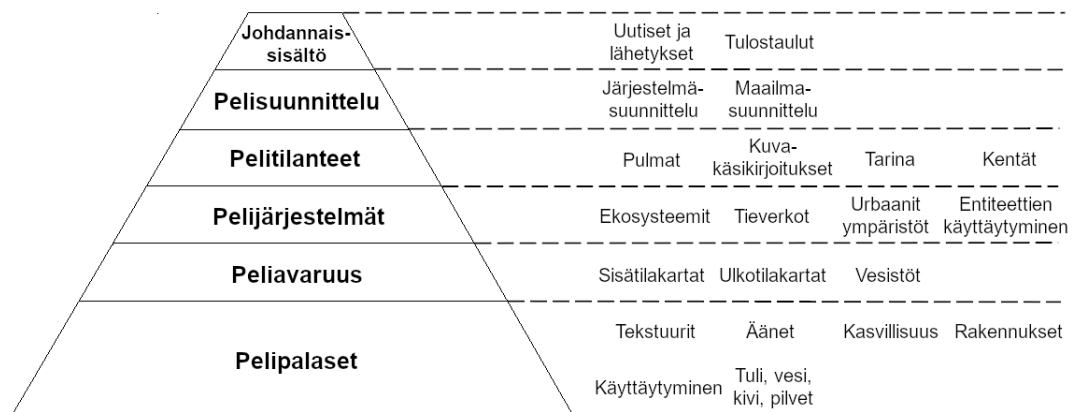 Johdannais-
sisältö
Uutiset ja
lähetykset
Tulostaulut
Pelisuunnittelu
Järjestelmä-
suunnittelu
Maailma-
suunnittelu
Pelitilanteet
Pulmat
Kuva-
käsikirjoitukset
Tarina
Kentät
Pelijärjestelmät
Ekosysteemit
Tieverkot
Urbaanit
ympäristöt
Entiteettien
käyttäytyminen
Peliavaruus
Sisätilakartat
Ulkotilakartat
Vesistöt
Pelipalaset
Tekstuurit
Äänet
Kasvillisuus
Rakennukset
Käyttäytyminen
Tuli, vesi,
kivi, pilvet